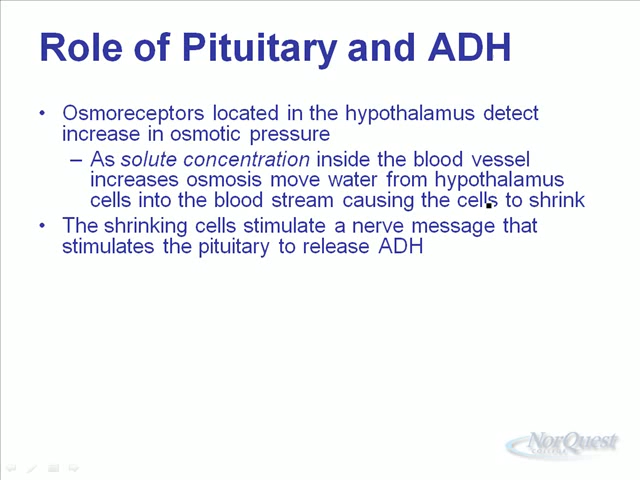 Role of Pituitary and ADH
• Osmoreceptors located in the hypothalamus detect
increase in osmotic pressure
– As solute concentration inside the blood vessel
increases osmosis move water from hypothalamus
cells into the blood stream causing the cells to shrink
• The shrinking cells stimulate a nerve message that
stimulates the pituitary to release ADH
NorQuest
COLLEGE